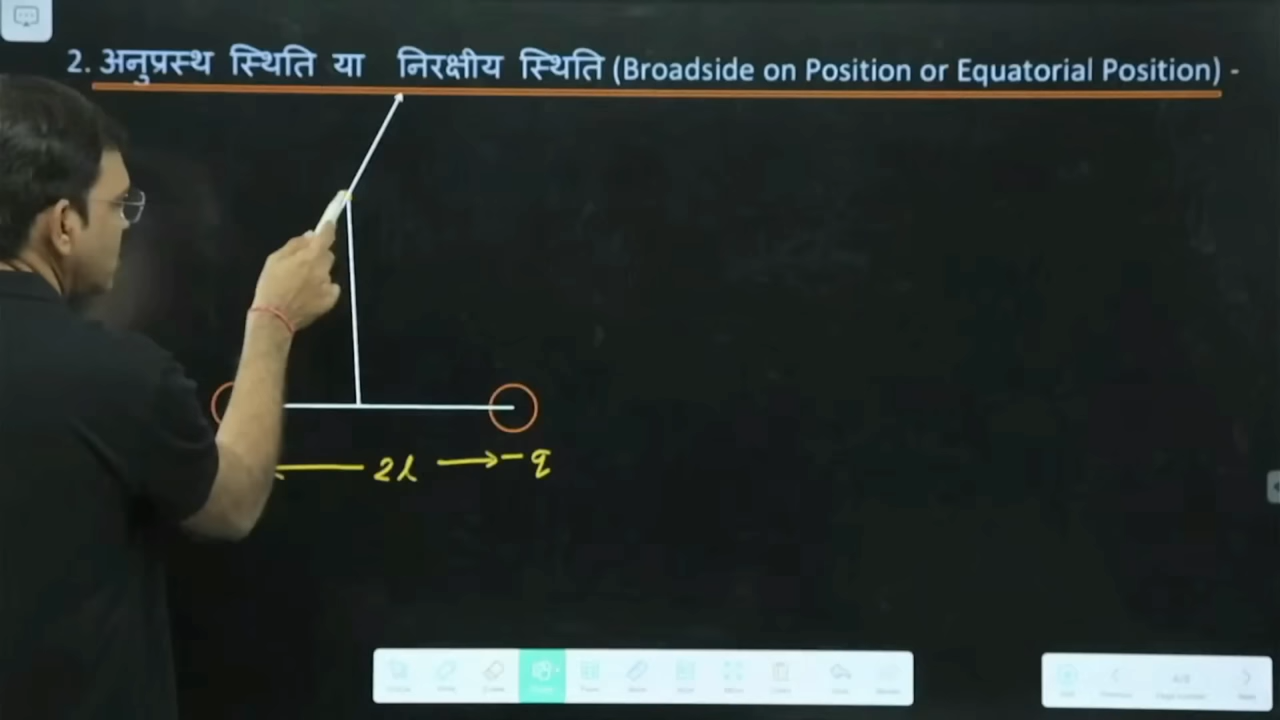 2. अनुप्रस्थ स्थिति या निरक्षीय स्थिति (Broadside on Position or Equatorial Position) -
2l
-q